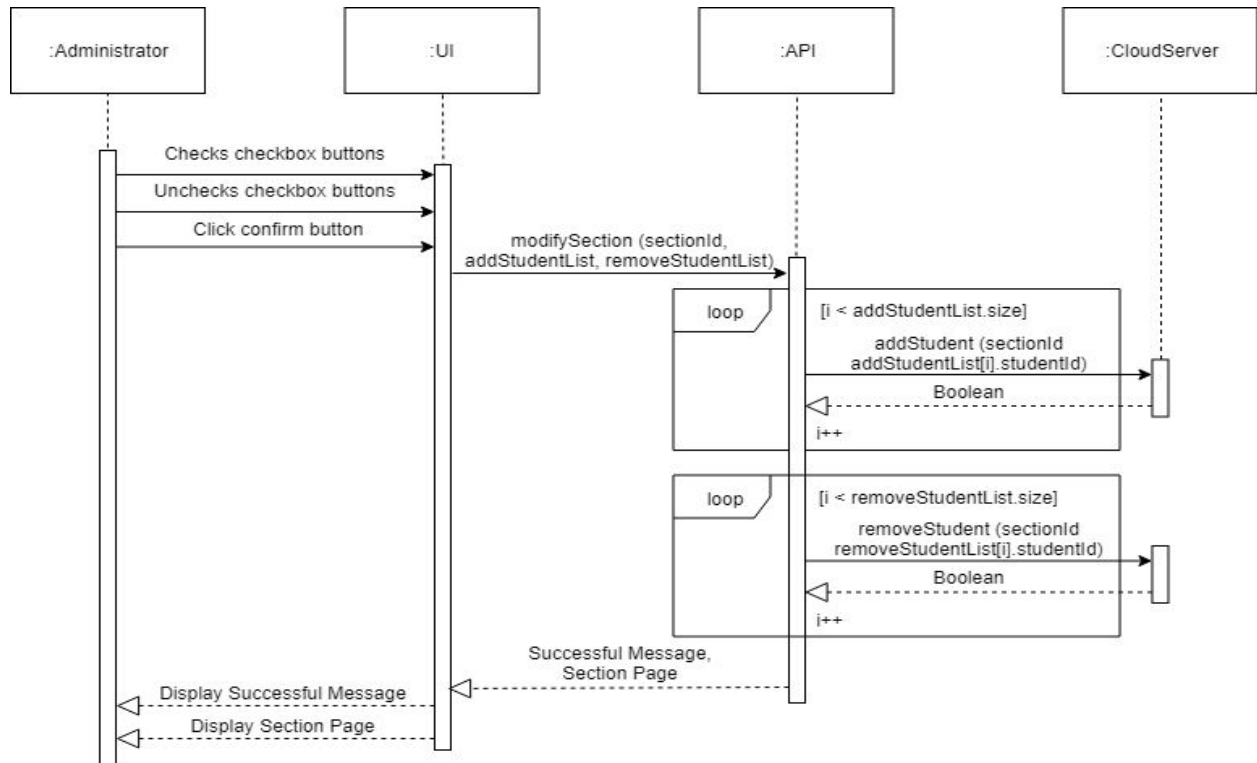 :Administrator
:UI
:API
:CloudServer
Checks checkbox buttons
Unchecks checkbox buttons
Click confirm button
modifySection (sectionId,
addStudentList, removeStudentList)
loop
[i < addStudentList.size]
addStudent (sectionId
addStudentList[i].studentId)
Boolean
i++
loop
[i < removeStudentList.size]
removeStudent (sectionId
removeStudentList[i].studentId)
Boolean
i++
Successful Message,
Section Page
Display Successful Message
Display Section Page